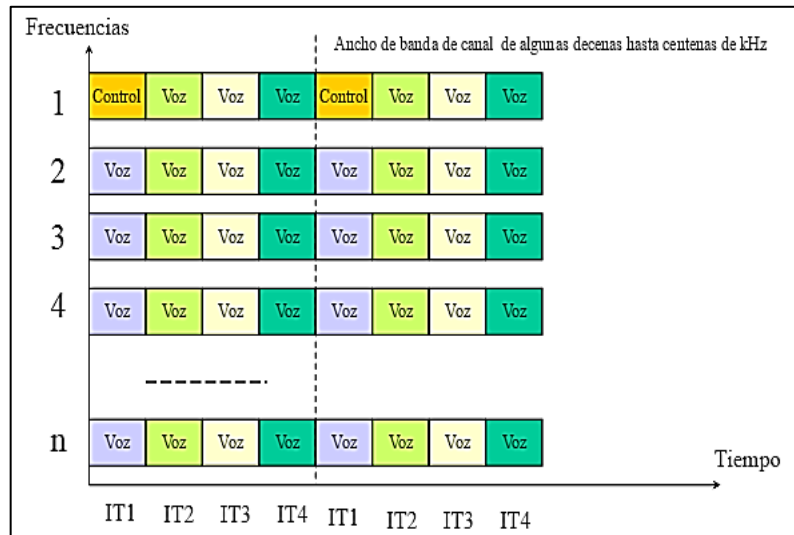 Frecuencias
Ancho de banda de canal de algunas decenas hasta centenas de kHz
1 Control Voz Voz Voz Control Voz Voz Voz
2 Voz Voz Voz Voz Voz Voz Voz Voz
3 Voz Voz Voz Voz Voz Voz Voz Voz
4 Voz Voz Voz Voz Voz Voz Voz Voz
n Voz Voz Voz Voz Voz Voz Voz Voz
Tiempo
IT1 IT2 IT3 IT4 IT1 IT2 IT3 IT4